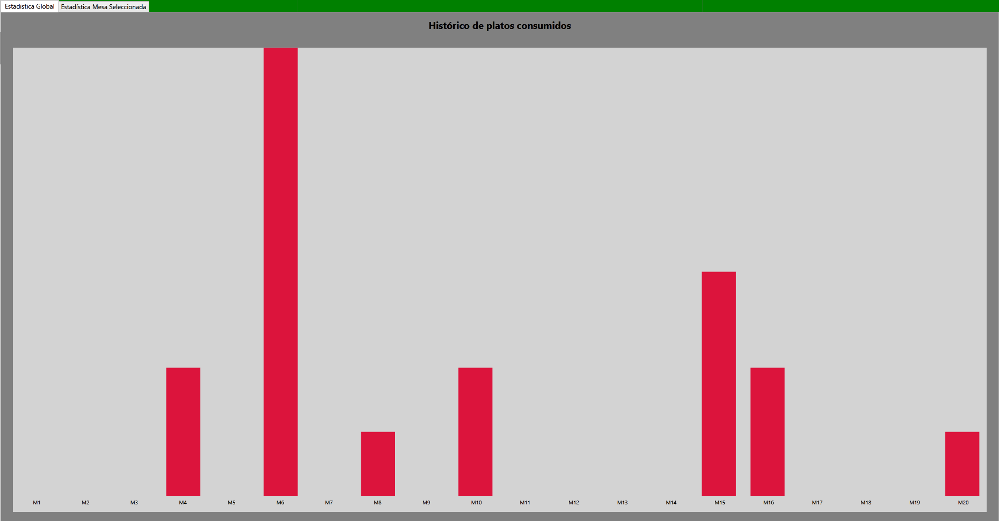 Estadistica Global Estadística Mesa Seleccionada
Histórico de platos consumidos
M1 M2 M3 M4 M5 M6 M7 M8 M9 M10 M11 M12 M13 M14 M15 M16 M17 M18 M19 M20